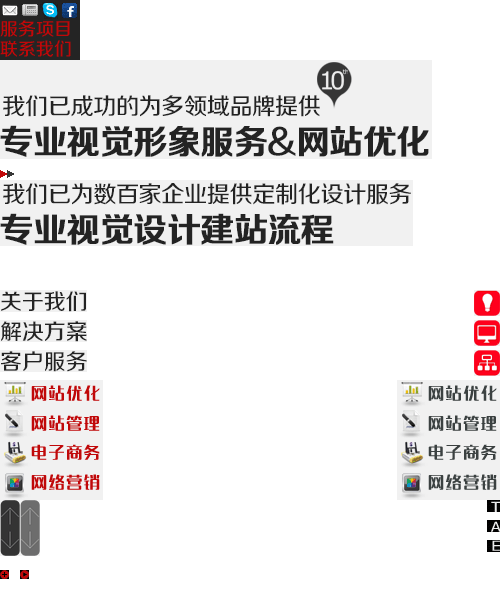 服务项目
联系我们
10
我们已成功的为多领域品牌提供
专业视觉形象服务&网站优化
我们已为数百家企业提供定制化设计服务
专业视觉设计建站流程
关于我们
解决方案
客户服务
网站优化 网站优化
网站管理 网站管理
电子商务 电子商务
网络营销 网络营销
T
A
E